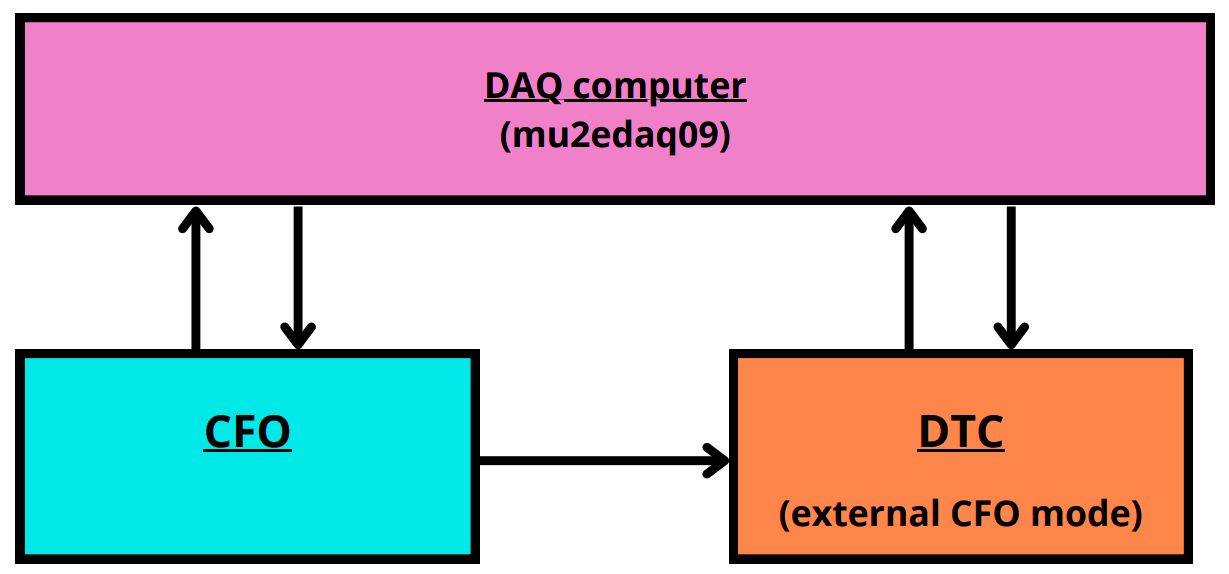 DAQ computer
(mu2edaq09)
CFO
DTC
(external CFO mode)